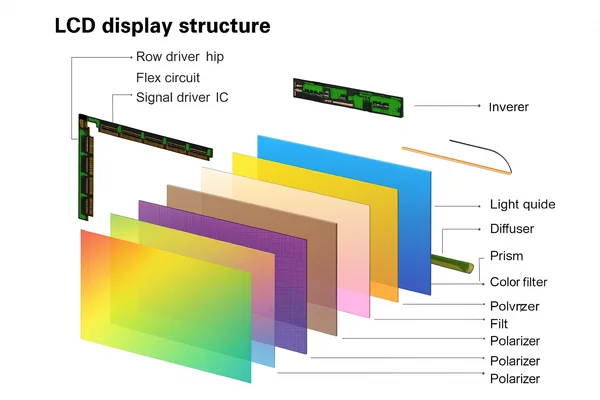 LCD display structure
Row driver hip
Flex circuit
Signal driver IC
Inverer
Light quide
Diffuser
Prism
Color filter
Polvrzer
Filt
Polarizer
Polarizer
Polarizer